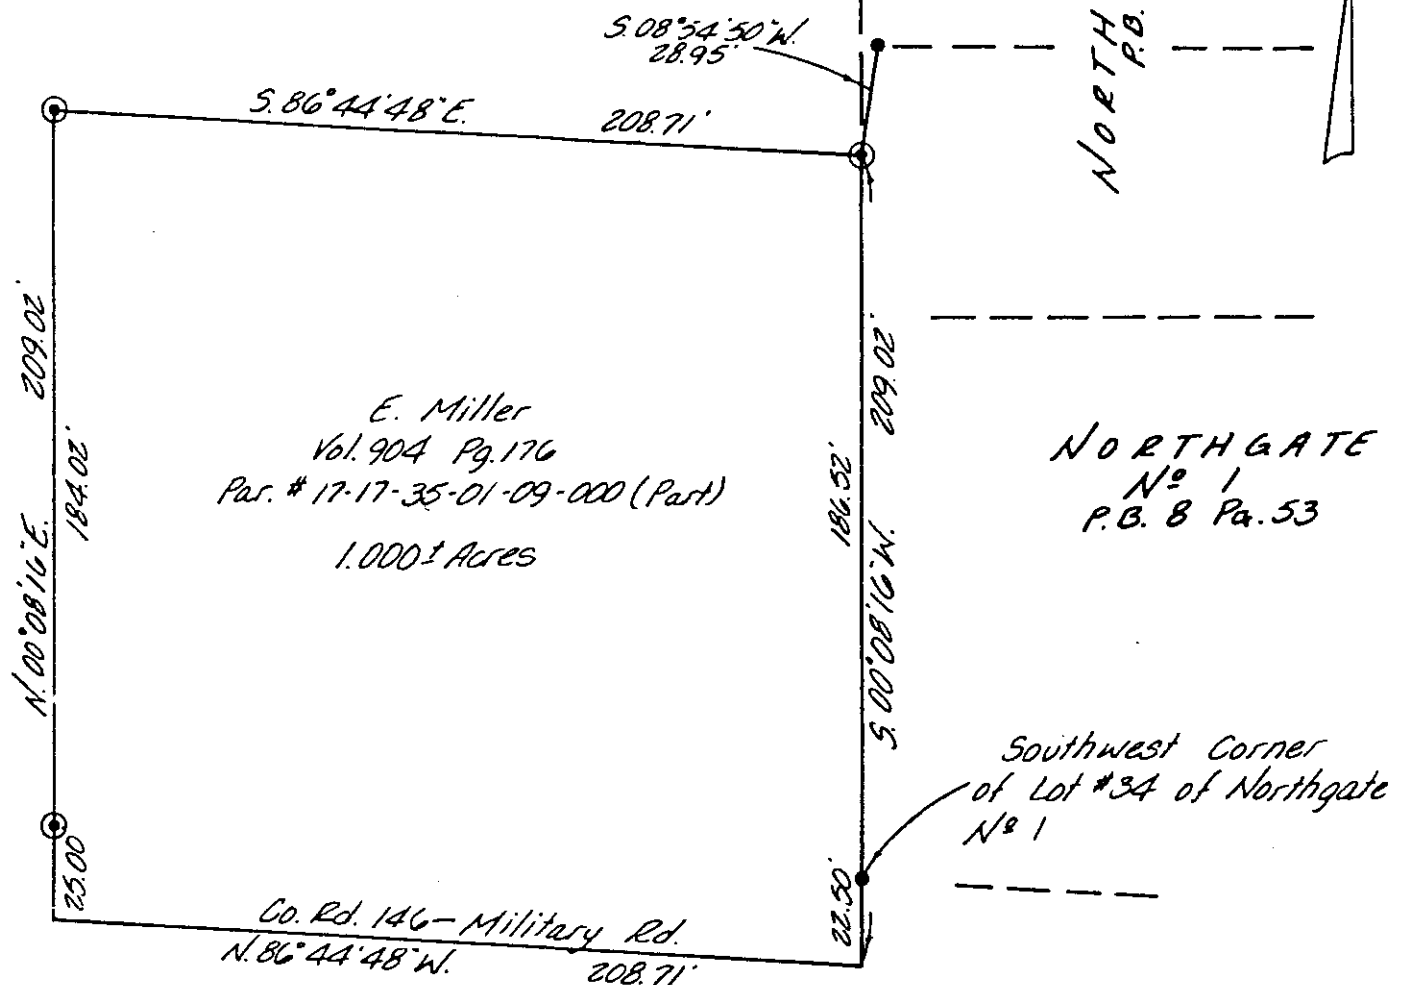 S.08°54'50"W.
28.95'
NORTH
P.B.
S.86°44'48"E. 208.71'
N.00°08'16"E. 209.02'
184.02'
25.00
E. Miller
Vol.904 Pg.176
Par. # 17-17-35-01-09-000 (Part)
1.000± Acres
209.02'
186.52'
S.00°08'16"W.
22.50'
NORTHGATE
Nº 1
P.B. 8 Pg.53
Southwest Corner
of Lot #34 of Northgate
Nº 1
Co. Rd. 146 - Military Rd.
N.86°44'48"W. 208.71'